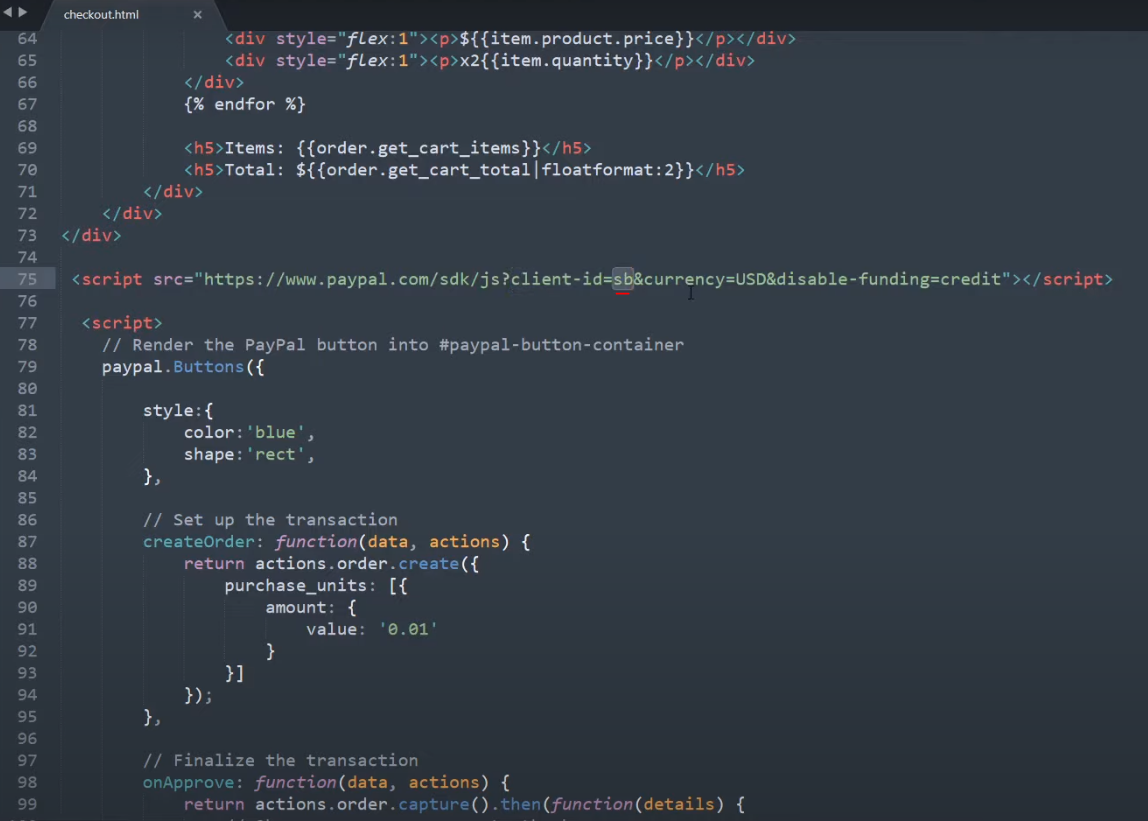 checkout.html ×
64 <div style="flex:1"><p>${{item.product.price}}</p></div>
65 <div style="flex:1"><p>x2{{item.quantity}}</p></div>
66 </div>
67 {% endfor %}
68
69 <h5>Items: {{order.get_cart_items}}</h5>
70 <h5>Total: ${{order.get_cart_total|floatformat:2}}</h5>
71 </div>
72 </div>
73 </div>
74
75 <script src="https://www.paypal.com/sdk/js?client-id=sb&currency=USD&disable-funding=credit"></script>
76
77 <script>
78 // Render the PayPal button into #paypal-button-container
79 paypal.Buttons({
80
81 style:{
82 color:'blue',
83 shape:'rect',
84 },
85
86 // Set up the transaction
87 createOrder: function(data, actions) {
88 return actions.order.create({
89 purchase_units: [{
90 amount: {
91 value: '0.01'
92 }
93 }]
94 });
95 },
96
97 // Finalize the transaction
98 onApprove: function(data, actions) {
99 return actions.order.capture().then(function(details) {